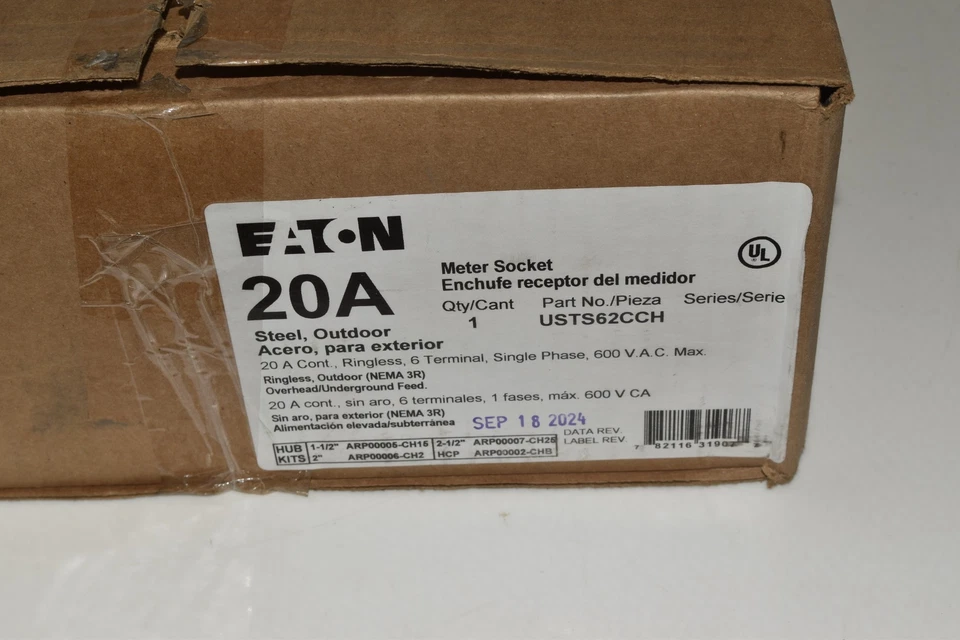 EATON
20A
Steel, Outdoor
Acero, para exterior
Meter Socket
Enchufe receptor del medidor
Qty/Cant Part No./Pieza Series/Serie
1 USTS62CCH
UL
20 A Cont., Ringless, 6 Terminal, Single Phase, 600 V.A.C. Max.
Ringless, Outdoor (NEMA 3R)
Overhead/Underground Feed.
20 A cont., sin aro, 6 terminales, 1 fases, máx. 600 V CA
Sin aro, para exterior (NEMA 3R)
Alimentación elevada/subterránea
SEP 18 2024
DATA REV.
LABEL REV.
HUB KITS
1-1/2" ARP00005-CH15 2-1/2" ARP00007-CH25
2" ARP00006-CH2 HCP ARP00002-CHB
7 82116 31902